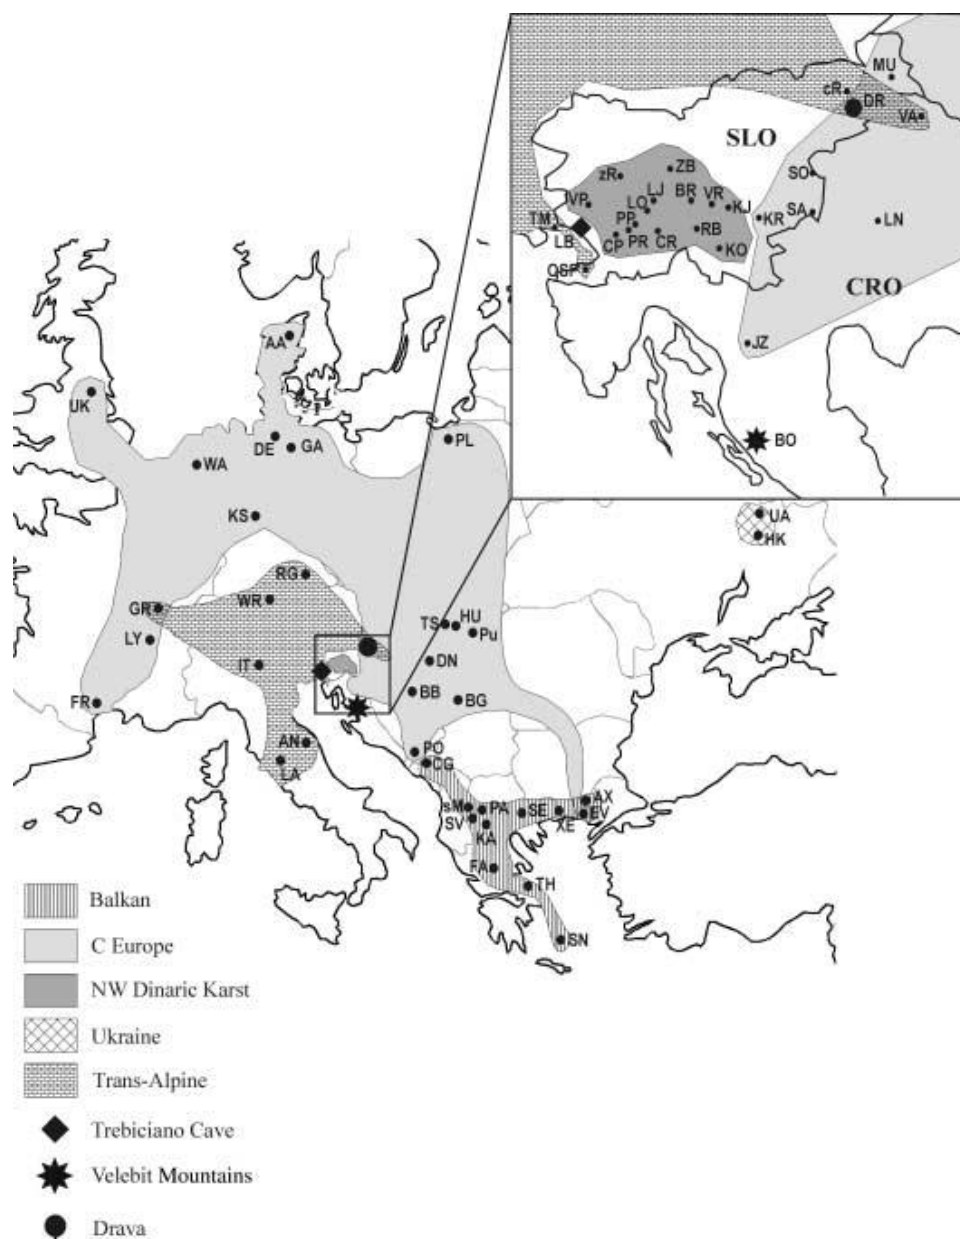 MU
cR
DR
VA
SLO
zR
ZB
SO
IVP
LJ
BR
VR
LO
KJ
SA
TM
PP
KR
LN
LB
CP
PR
CR
RB
KO
OSP
CRO
JZ
BO
AA
UK
DE
GA
PL
WA
KS
UA
HK
RG
WR
GR
TS
HU
Pu
LY
IT
DN
FR
BB
BG
AN
PO
CG
LA
sM
PA
SE
AX
SV
XE
EV
KA
FA
TH
SN
Balkan
C Europe
NW Dinaric Karst
Ukraine
Trans-Alpine
Trebiciano Cave
Velebit Mountains
Drava